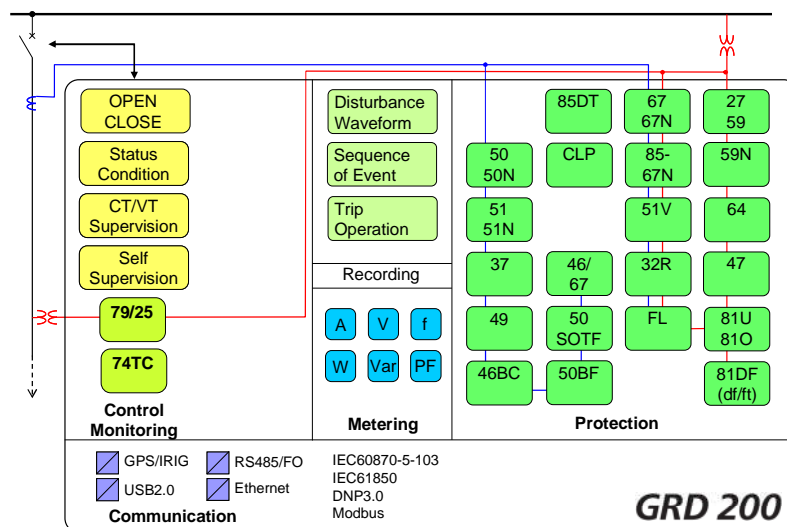 OPEN
CLOSE
Status
Condition
CT/VT
Supervision
Self
Supervision
79/25
74TC
Control
Monitoring
Disturbance
Waveform
Sequence
of Event
Trip
Operation
Recording
A V f
W Var PF
Metering
50
50N
51
51N
37
49
46BC
85DT
CLP
46/
67
50
SOTF
50BF
67
67N
85-
67N
51V
32R
FL
27
59
59N
64
47
81U
81O
81DF
(df/ft)
Protection
GPS/IRIG
RS485/FO
USB2.0
Ethernet
Communication
IEC60870-5-103
IEC61850
DNP3.0
Modbus
GRD 200